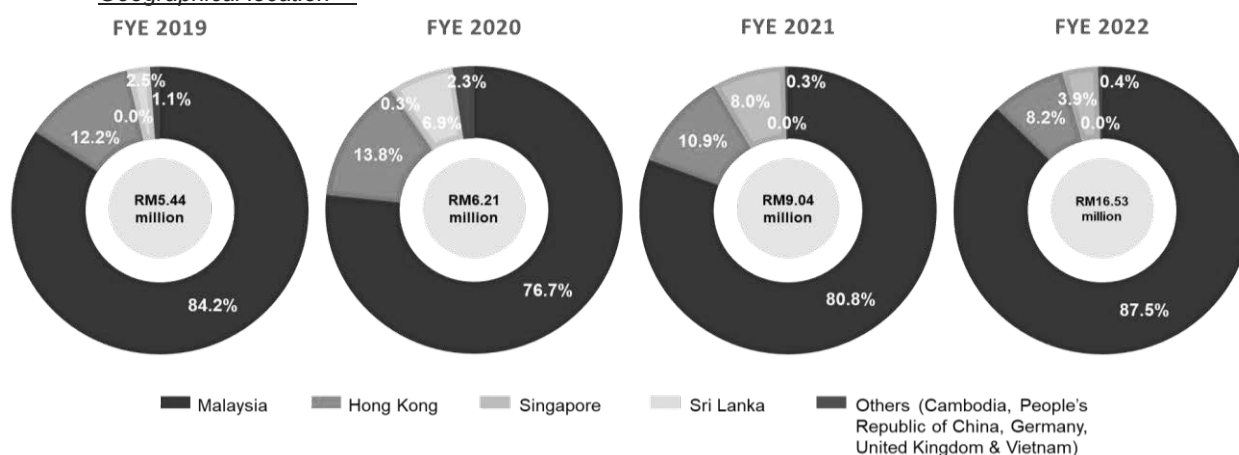 Geographical location
FYE 2019
FYE 2020
FYE 2021
FYE 2022
2.5%
1.1%
0.0%
12.2%
RM5.44
million
84.2%
2.3%
0.3%
6.9%
13.8%
RM6.21
million
76.7%
0.3%
8.0%
0.0%
10.9%
RM9.04
million
80.8%
0.4%
3.9%
0.0%
8.2%
RM16.53
million
87.5%
Malaysia
Hong Kong
Singapore
Sri Lanka
Others (Cambodia, People's
Republic of China, Germany,
United Kingdom & Vietnam)